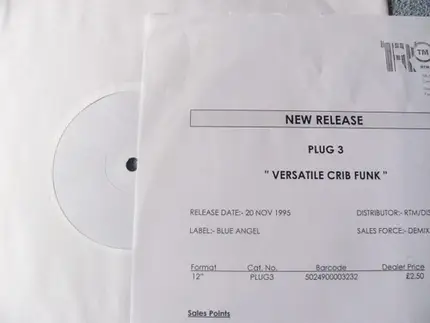 TM
NEW RELEASE
PLUG 3
" VERSATILE CRIB FUNK "
RELEASE DATE:- 20 NOV 1995 DISTRIBUTOR:- RTM/DIS
LABEL:- BLUE ANGEL SALES FORCE:- DEMIX
Format Cat. No. Barcode Dealer Price
12" PLUG3 5024900003232 £2.50
Sales Points